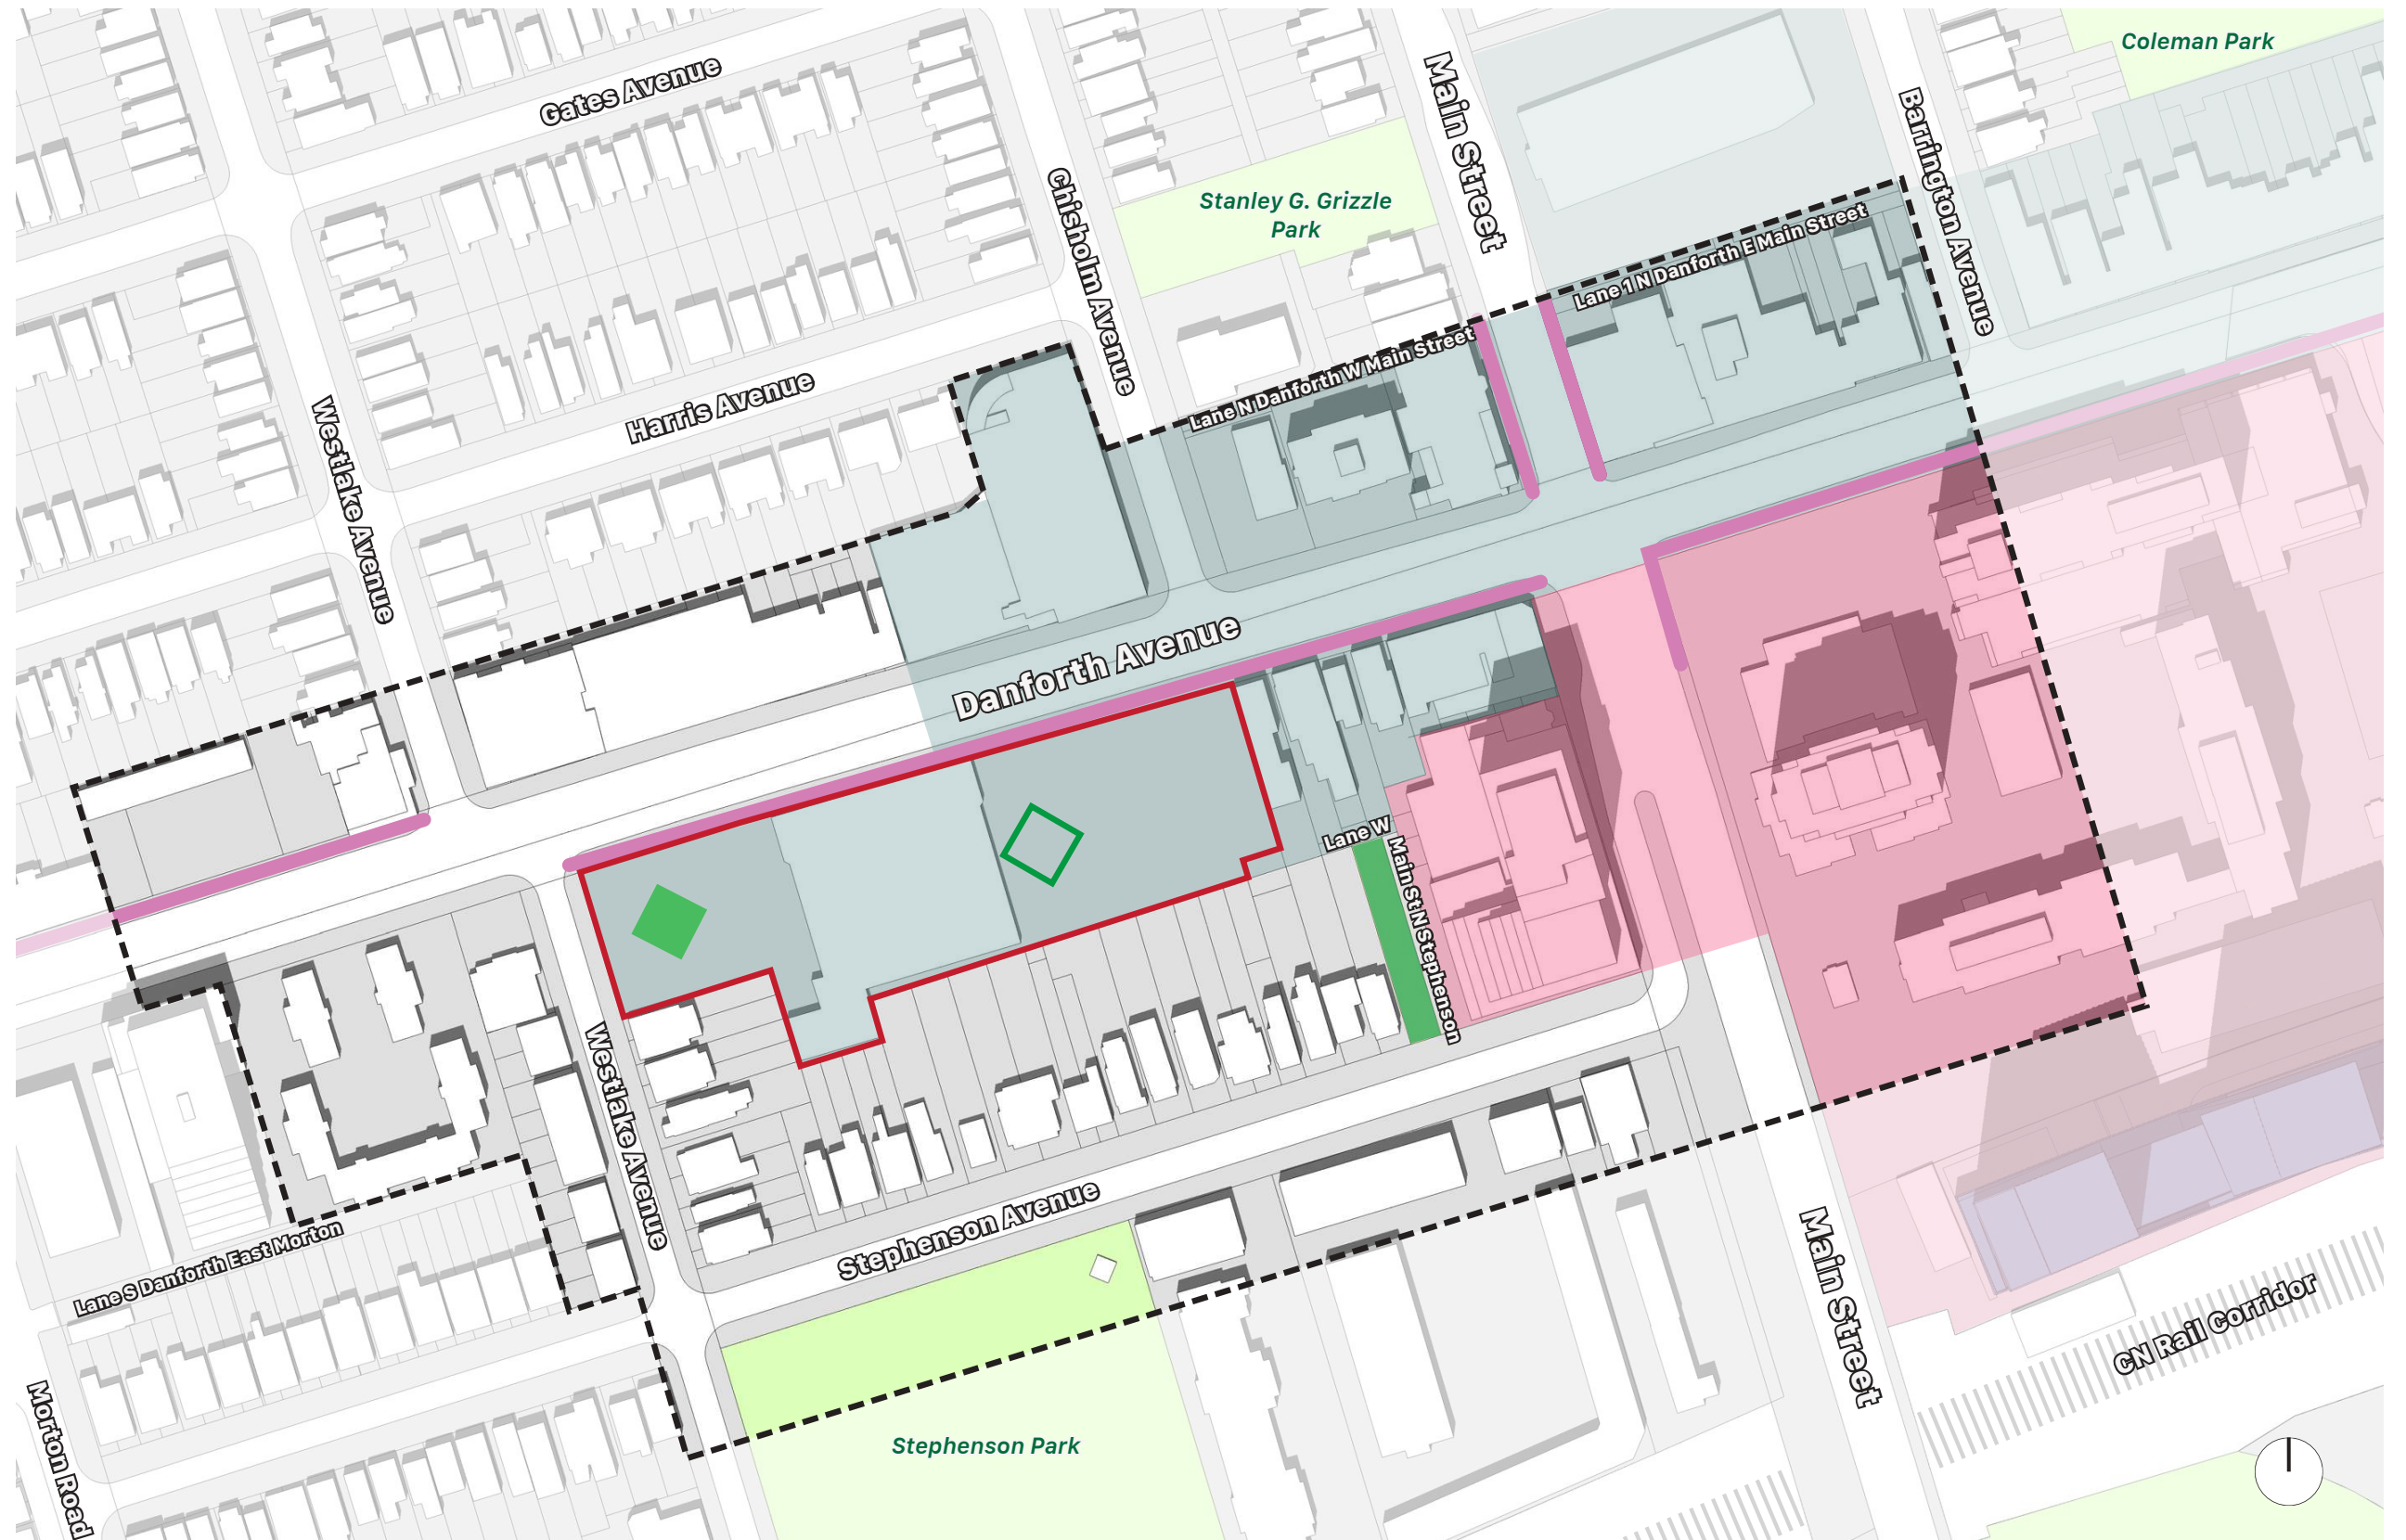 Coleman Park
Gates Avenue
Main Street
Barrington Avenue
Chisholm Avenue
Stanley G. Grizzle
Park
Lane 1 N Danforth E Main Street
Lane N Danforth W Main Street
Harris Avenue
Westlake Avenue
Danforth Avenue
Lane W
Main St N Stephenson
Westlake Avenue
Stephenson Avenue
Lane S Danforth East Morton
Main Street
CN Rail Corridor
Morton Road
Stephenson Park